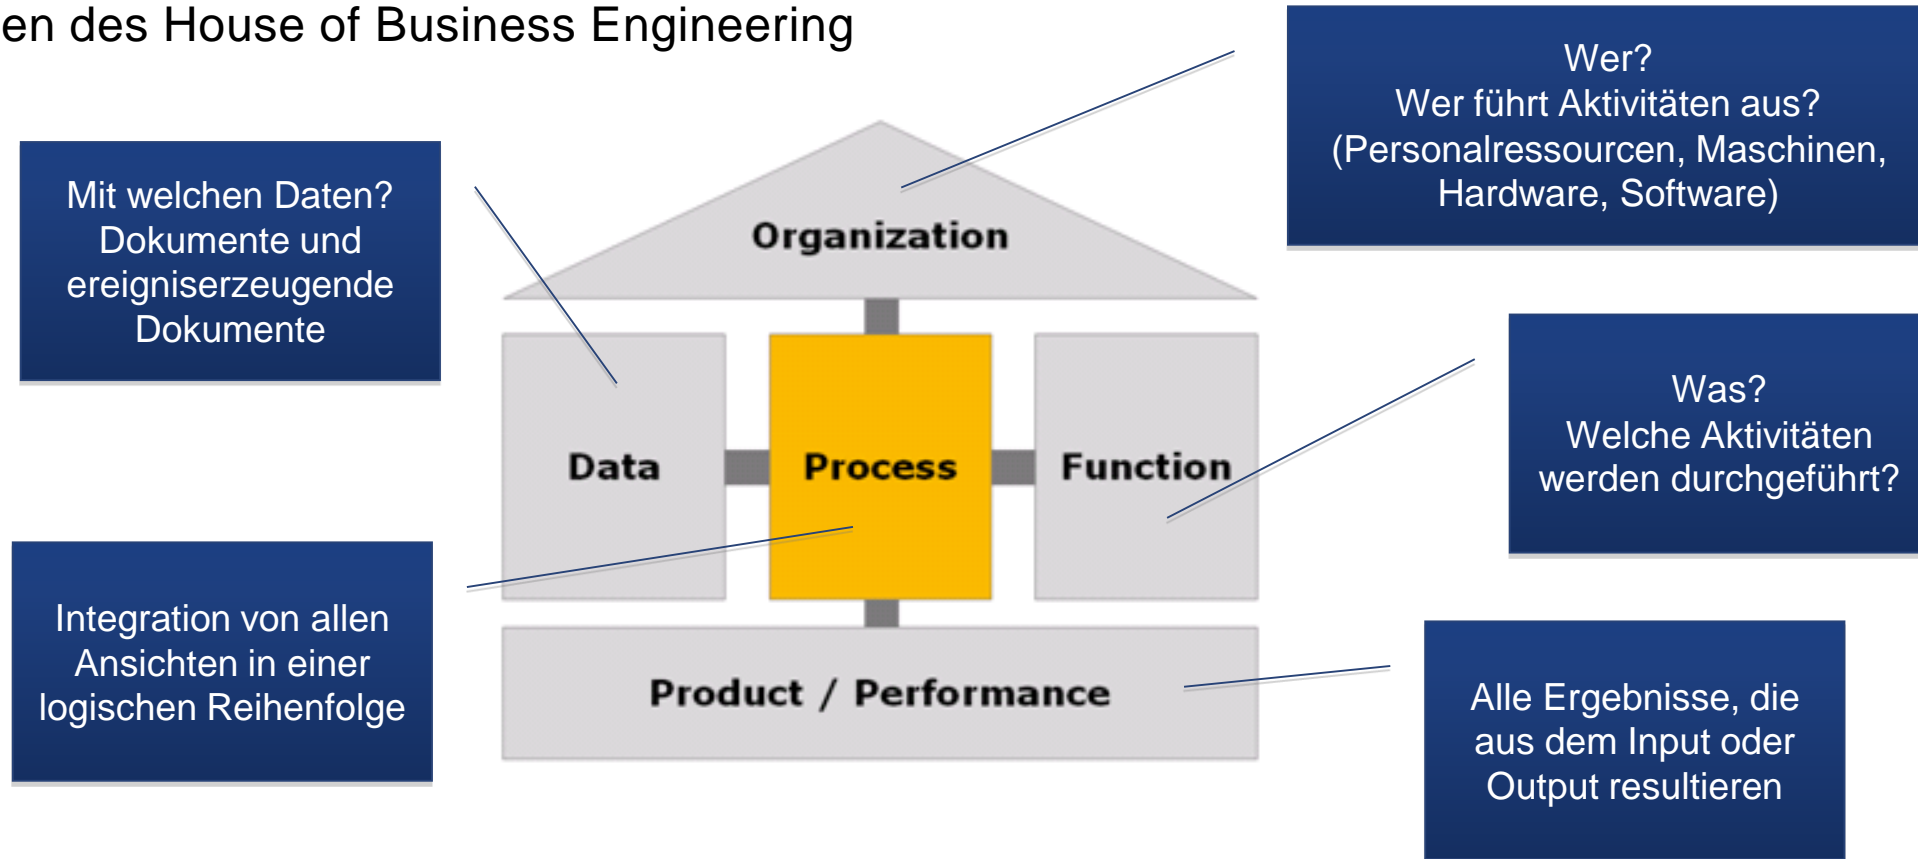 en des House of Business Engineering
Wer?
Wer führt Aktivitäten aus?
(Personalressourcen, Maschinen,
Hardware, Software)
Mit welchen Daten?
Dokumente und
ereigniserzeugende
Dokumente
Organization
Data
Process
Function
Was?
Welche Aktivitäten
werden durchgeführt?
Integration von allen
Ansichten in einer
logischen Reihenfolge
Product / Performance
Alle Ergebnisse, die
aus dem Input oder
Output resultieren